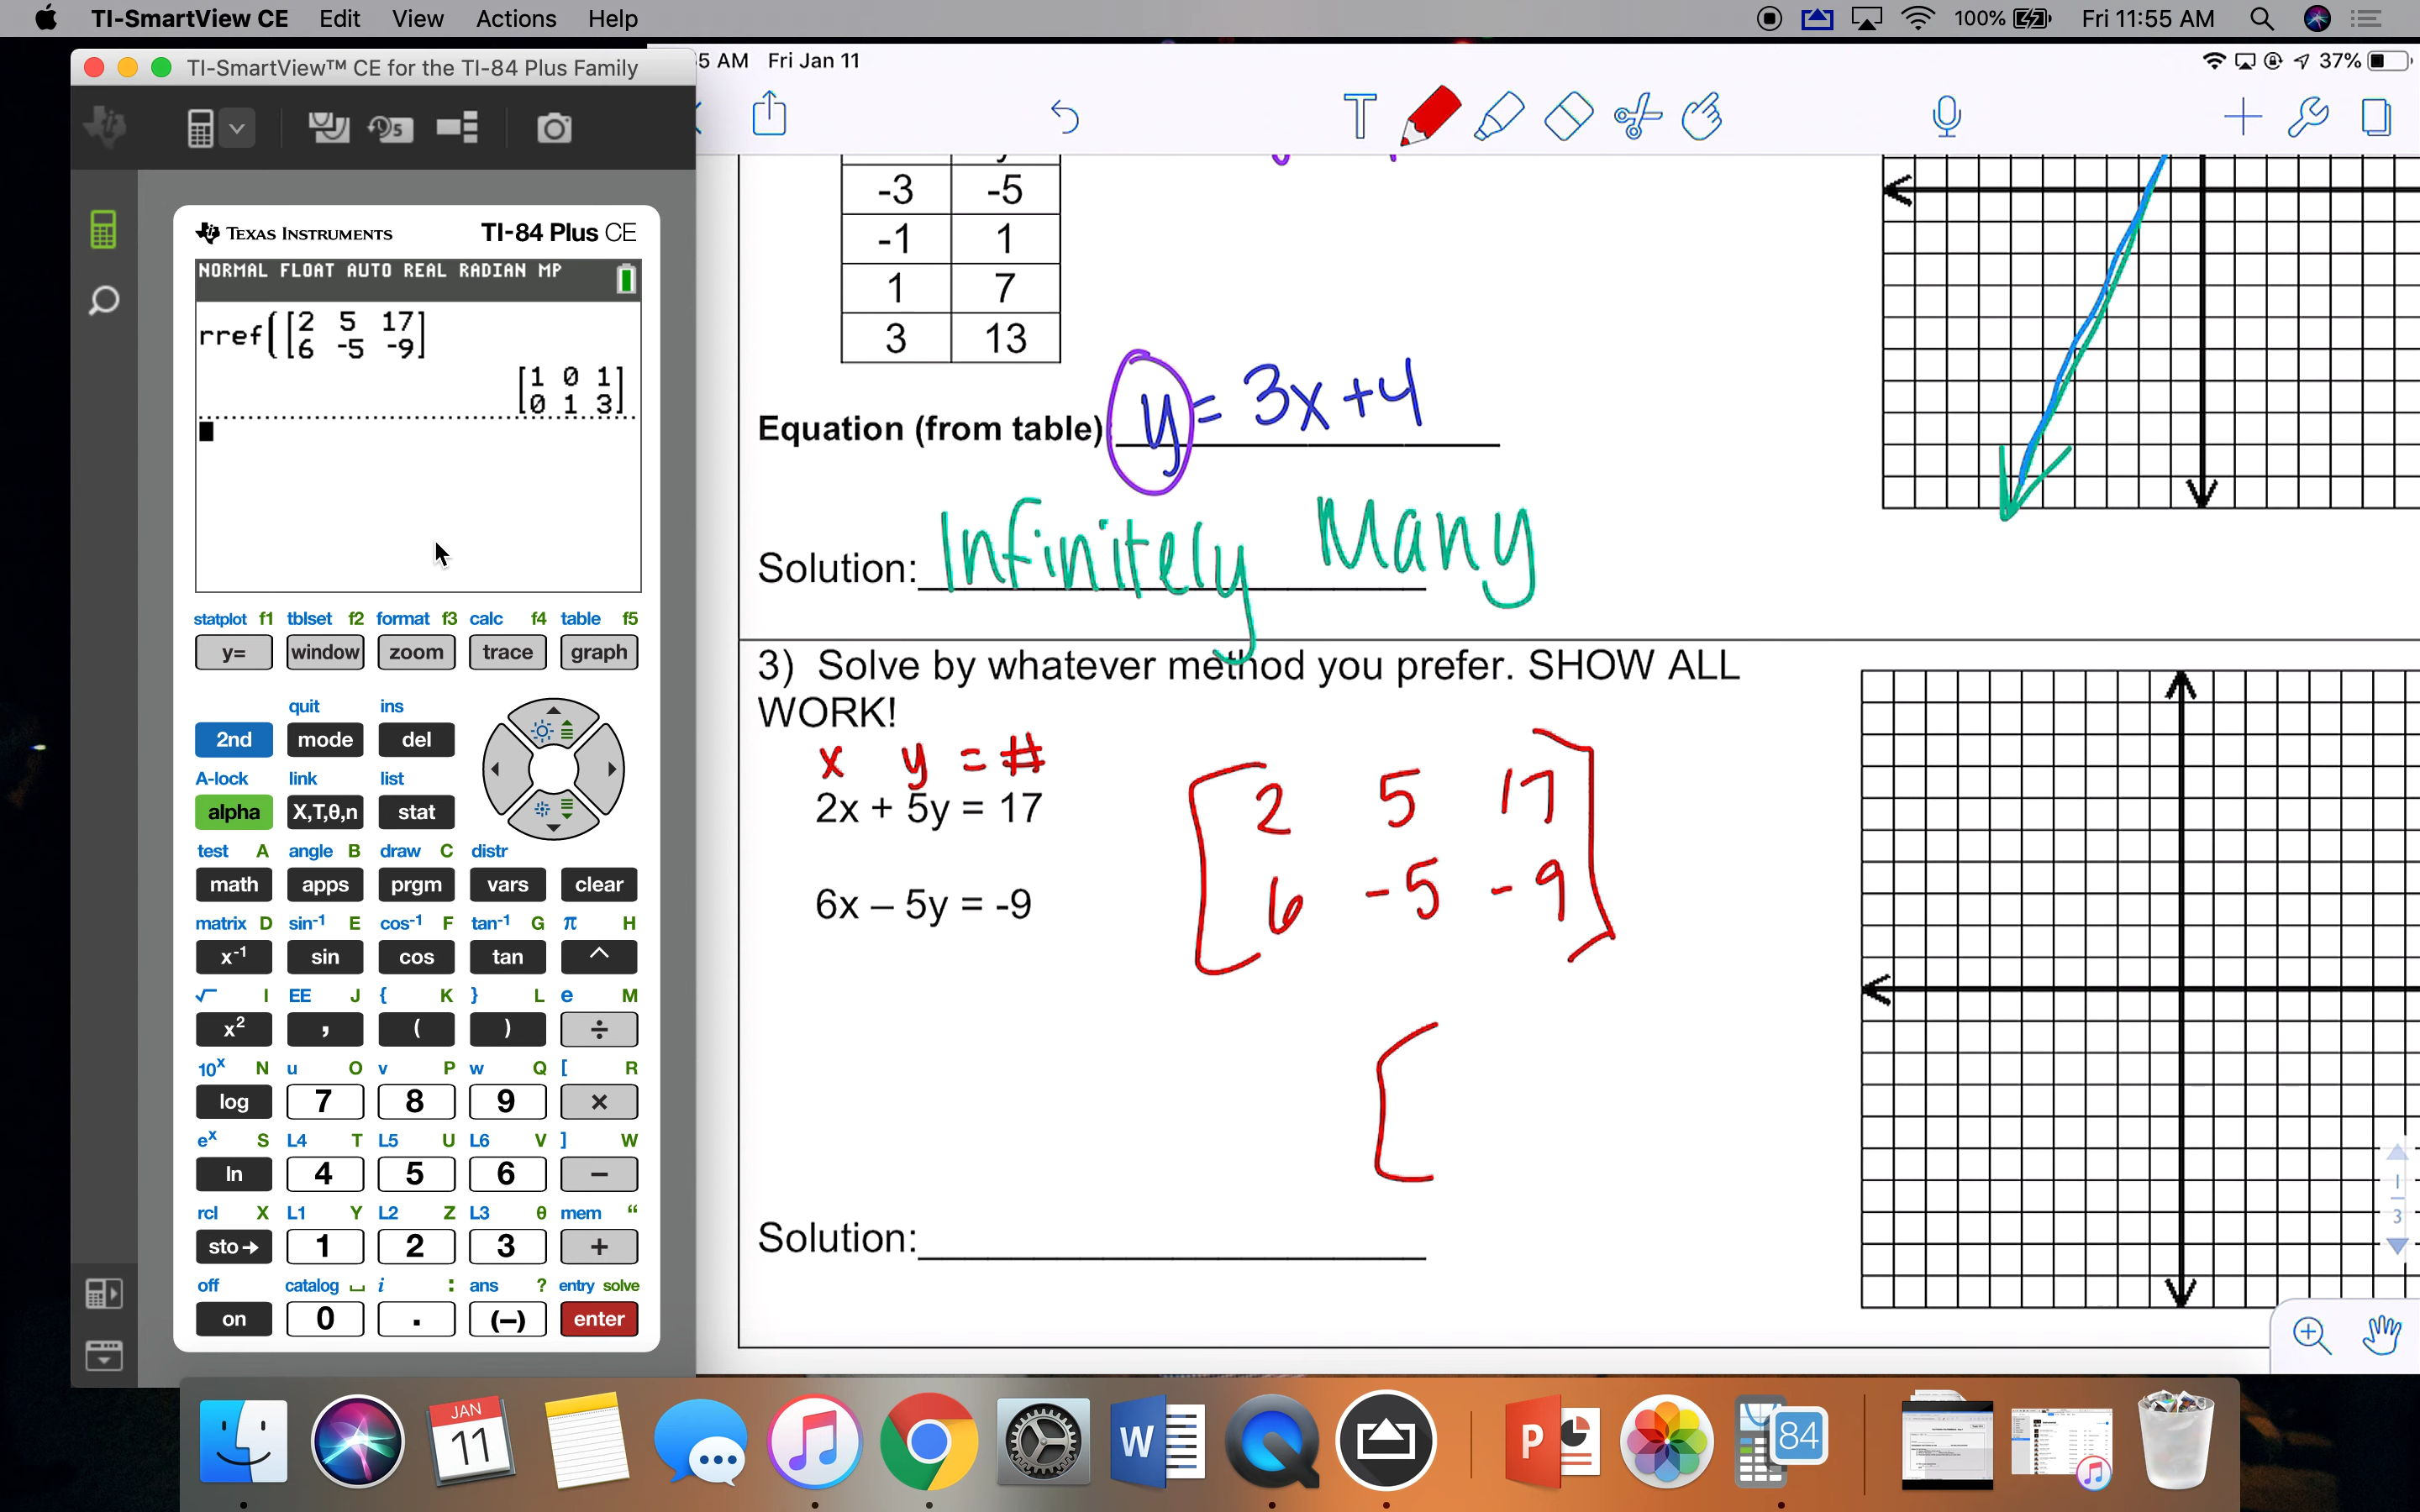 TI-SmartView CE Edit View Actions Help 100% Fri 11:55 AM
TI-SmartView™ CE for the TI-84 Plus Family
5 AM Fri Jan 11 37%
T
TEXAS INSTRUMENTS TI-84 Plus CE
NORMAL FLOAT AUTO REAL RADIAN MP
rref([2 5 17]
[6 -5 -9]
[1 0 1]
[0 1 3]
statplot f1 tblset f2 format f3 calc f4 table f5
y= window zoom trace graph
quit ins
2nd mode del
A-lock link list
alpha X,T,θ,n stat
test A angle B draw C distr
math apps prgm vars clear
matrix D sin⁻¹ E cos⁻¹ F tan⁻¹ G π H
x⁻¹ sin cos tan ^
√ I EE J { K } L e M
x² , ( ) ÷
10ˣ N u O v P w Q [ R
log 7 8 9 ×
eˣ S L4 T L5 U L6 V ] W
ln 4 5 6 −
rcl X L1 Y L2 Z L3 θ mem "
sto→ 1 2 3 +
off catalog ␣ i : ans ? entry solve
on 0 . (–) enter
-3 -5
-1 1
1 7
3 13
Equation (from table) y = 3x+4
Solution: Infinitely Many
3) Solve by whatever method you prefer. SHOW ALL
WORK!
x y = #
2x + 5y = 17
6x – 5y = -9
2 5 17
6 -5 -9
Solution:
1
3
JAN
11
W
P
84